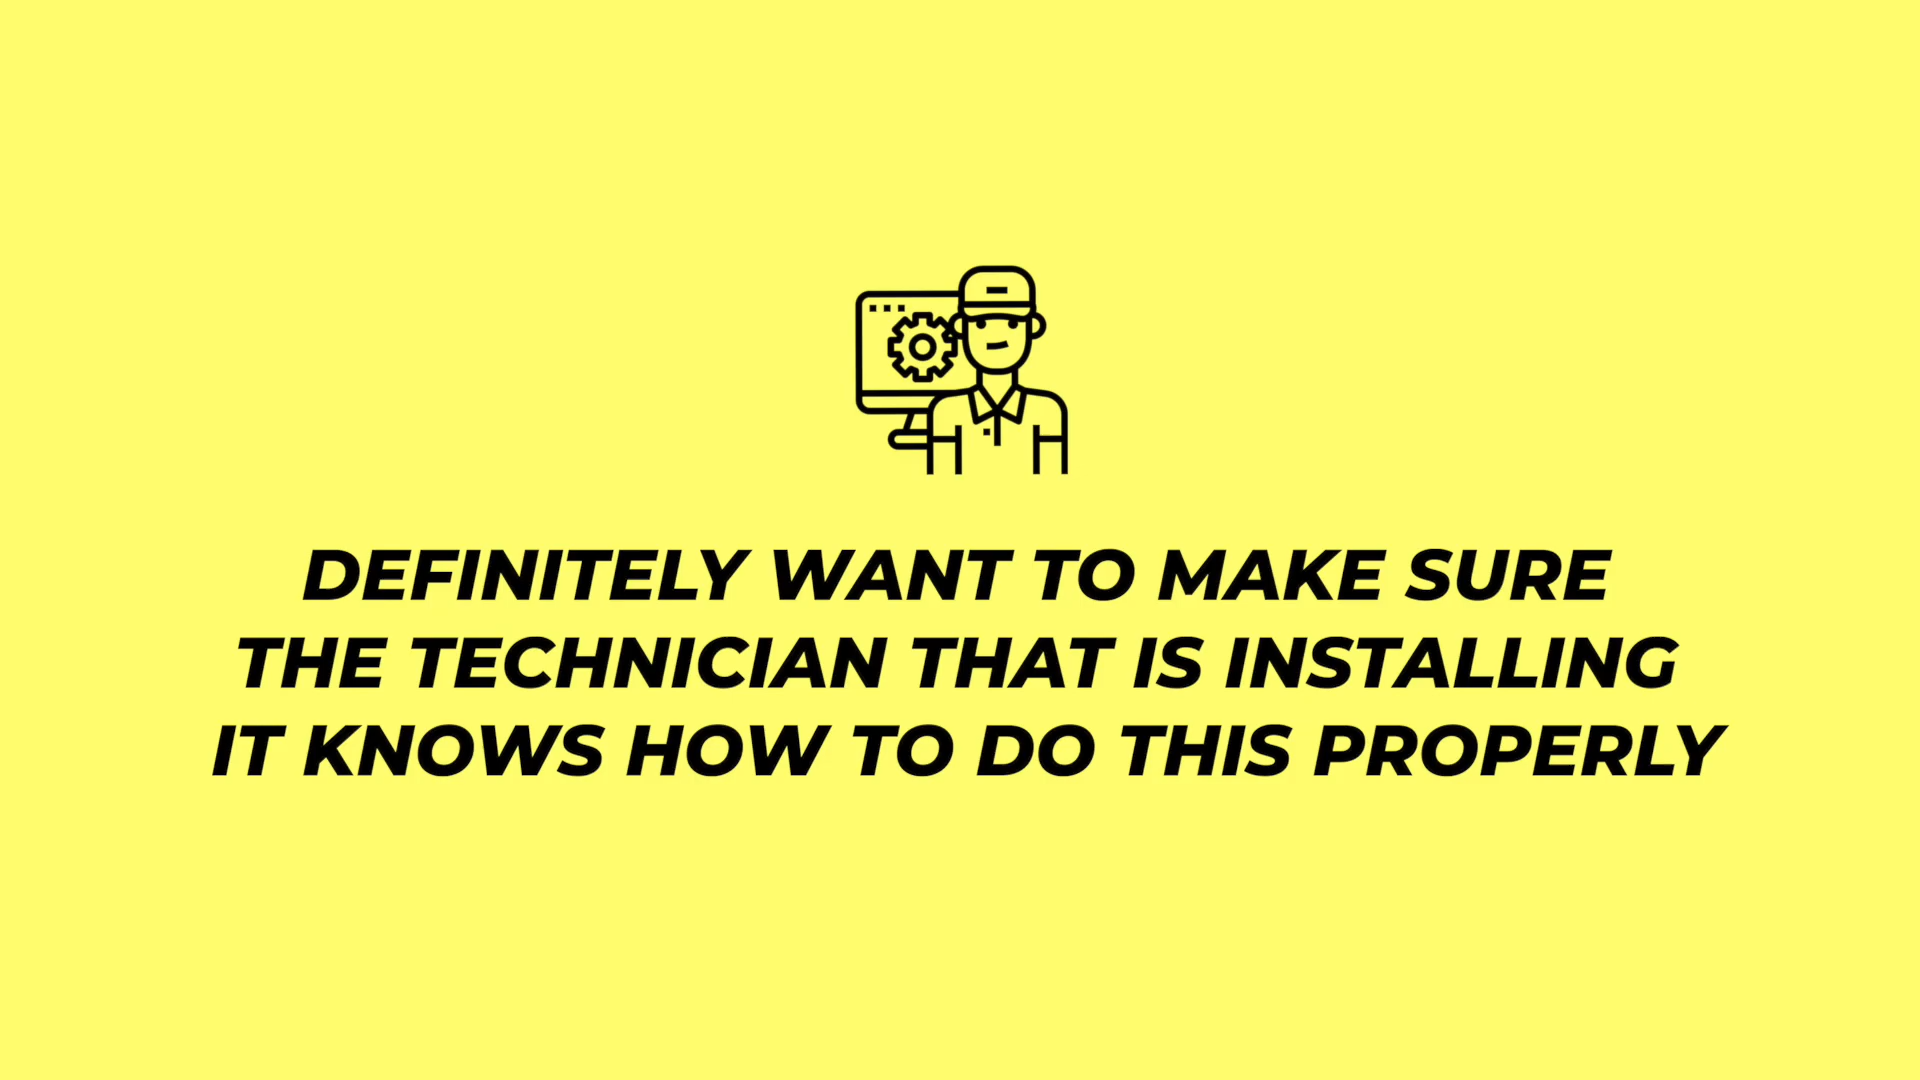 DEFINITELY WANT TO MAKE SURE
THE TECHNICIAN THAT IS INSTALLING
IT KNOWS HOW TO DO THIS PROPERLY